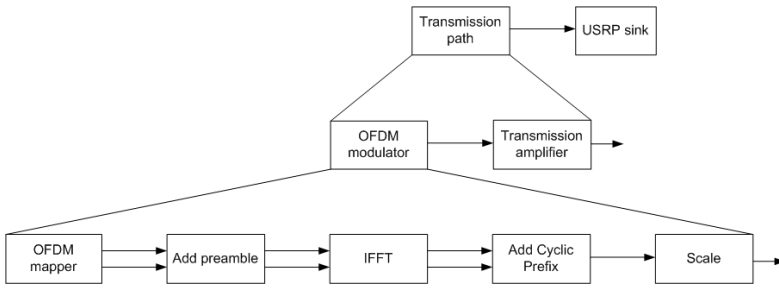 Transmission
path
USRP sink
OFDM
modulator
Transmission
amplifier
OFDM
mapper
Add preamble
IFFT
Add Cyclic
Prefix
Scale